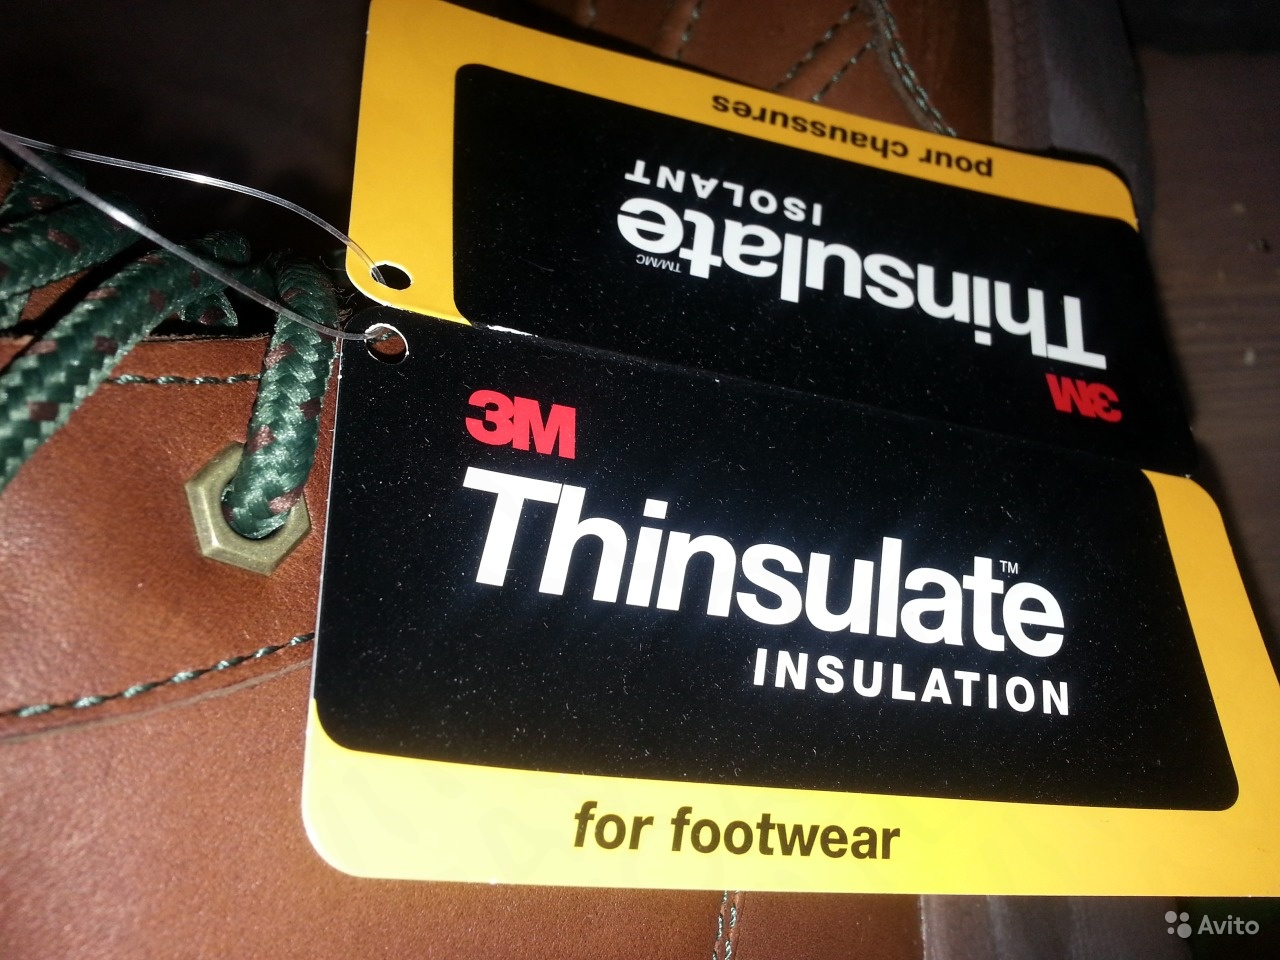 pour chaussures
Thinsulate TM/MC
ISOLANT
3M
3M
Thinsulate™
INSULATION
for footwear
Avito